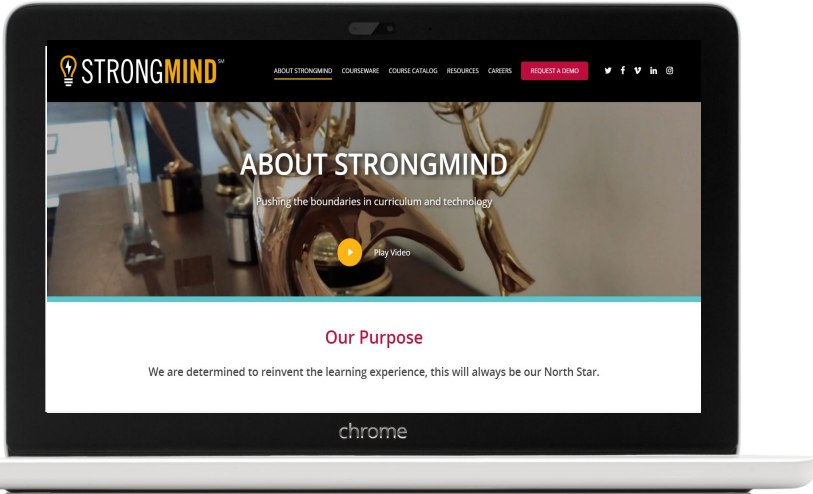 STRONGMIND SM
ABOUT STRONGMIND COURSEWARE COURSE CATALOG RESOURCES CAREERS REQUEST A DEMO
ABOUT STRONGMIND
Pushing the boundaries in curriculum and technology
Play Video
Our Purpose
We are determined to reinvent the learning experience, this will always be our North Star.
chrome